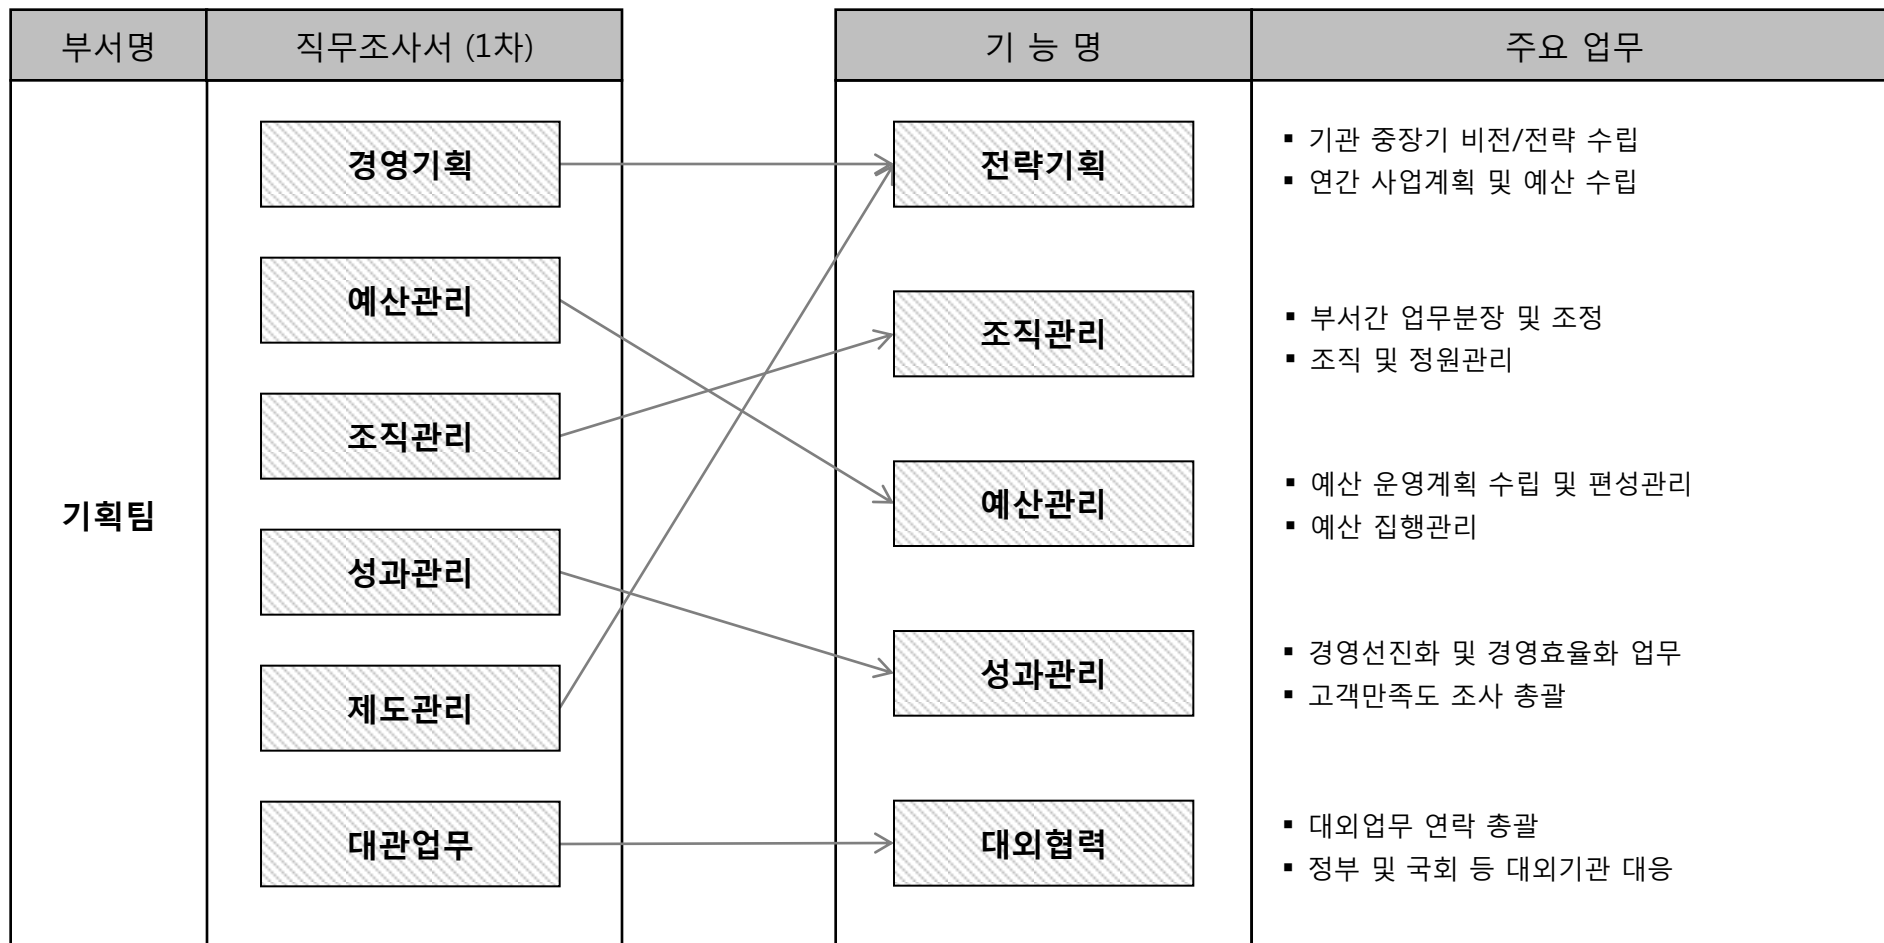 부서명
직무조사서 (1차)
기 능 명
주요 업무
기획팀
경영기획
예산관리
조직관리
성과관리
제도관리
대관업무
전략기획
▪ 기관 중장기 비전/전략 수립
▪ 연간 사업계획 및 예산 수립
조직관리
▪ 부서간 업무분장 및 조정
▪ 조직 및 정원관리
예산관리
▪ 예산 운영계획 수립 및 편성관리
▪ 예산 집행관리
성과관리
▪ 경영선진화 및 경영효율화 업무
▪ 고객만족도 조사 총괄
대외협력
▪ 대외업무 연락 총괄
▪ 정부 및 국회 등 대외기관 대응